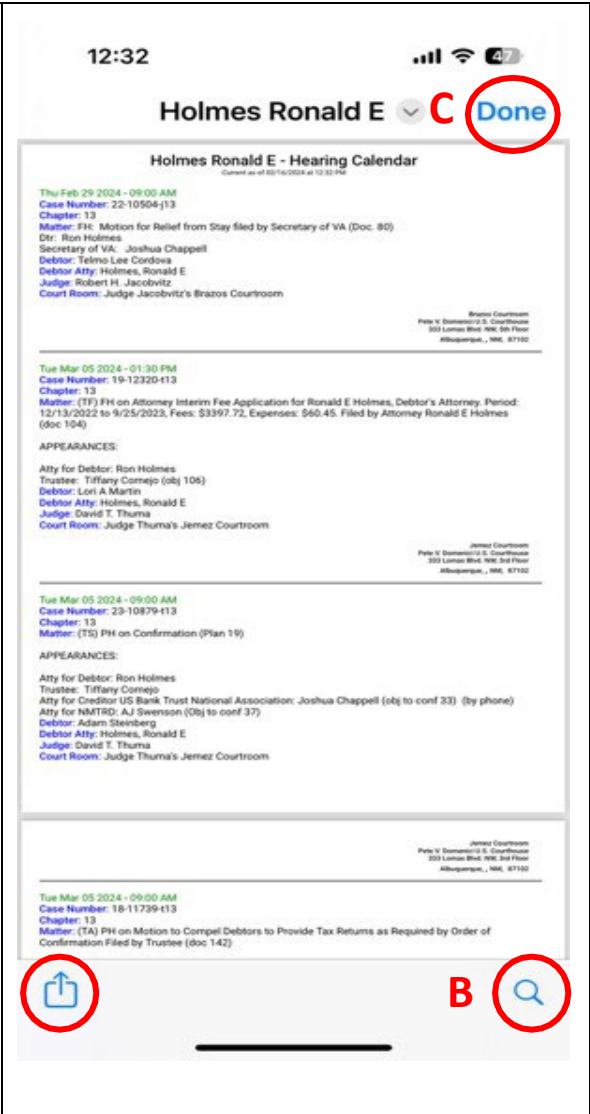 12:32
47
Holmes Ronald E C Done
Holmes Ronald E - Hearing Calendar
Current as of 02/16/2024 at 12:32 PM
Thu Feb 29 2024 - 09:00 AM
Case Number: 22-10504-j13
Chapter: 13
Matter: FH: Motion for Relief from Stay filed by Secretary of VA (Doc. 80)
Dtr: Ron Holmes
Secretary of VA: Joshua Chappell
Debtor: Telmo Lee Cordova
Debtor Atty: Holmes, Ronald E
Judge: Robert H. Jacobvitz
Court Room: Judge Jacobvitz's Brazos Courtroom
Brazos Courtroom
Pete V. Domenici U.S. Courthouse
333 Lomas Blvd. NW, 5th Floor
Albuquerque, , NM, 87102
Tue Mar 05 2024 - 01:30 PM
Case Number: 19-12320-t13
Chapter: 13
Matter: (TF) FH on Attorney Interim Fee Application for Ronald E Holmes, Debtor's Attorney. Period:
12/13/2022 to 9/25/2023, Fees: $3397.72, Expenses: $60.45. Filed by Attorney Ronald E Holmes
(doc 104)
APPEARANCES:
Atty for Debtor: Ron Holmes
Trustee: Tiffany Cornejo (obj 106)
Debtor: Lori A Martin
Debtor Atty: Holmes, Ronald E
Judge: David T. Thuma
Court Room: Judge Thuma's Jemez Courtroom
Jemez Courtroom
Pete V. Domenici U.S. Courthouse
333 Lomas Blvd. NW, 3rd Floor
Albuquerque, , NM, 87102
Tue Mar 05 2024 - 09:00 AM
Case Number: 23-10879-t13
Chapter: 13
Matter: (TS) PH on Confirmation (Plan 19)
APPEARANCES:
Atty for Debtor: Ron Holmes
Trustee: Tiffany Cornejo
Atty for Creditor US Bank Trust National Association: Joshua Chappell (obj to conf 33) (by phone)
Atty for NMTRD: AJ Swenson (Obj to conf 37)
Debtor: Adam Steinberg
Debtor Atty: Holmes, Ronald E
Judge: David T. Thuma
Court Room: Judge Thuma's Jemez Courtroom
Jemez Courtroom
Pete V. Domenici U.S. Courthouse
333 Lomas Blvd. NW, 3rd Floor
Albuquerque, , NM, 87102
Tue Mar 05 2024 - 09:00 AM
Case Number: 18-11739-t13
Chapter: 13
Matter: (TA) PH on Motion to Compel Debtors to Provide Tax Returns as Required by Order of
Confirmation Filed by Trustee (doc 142)
B